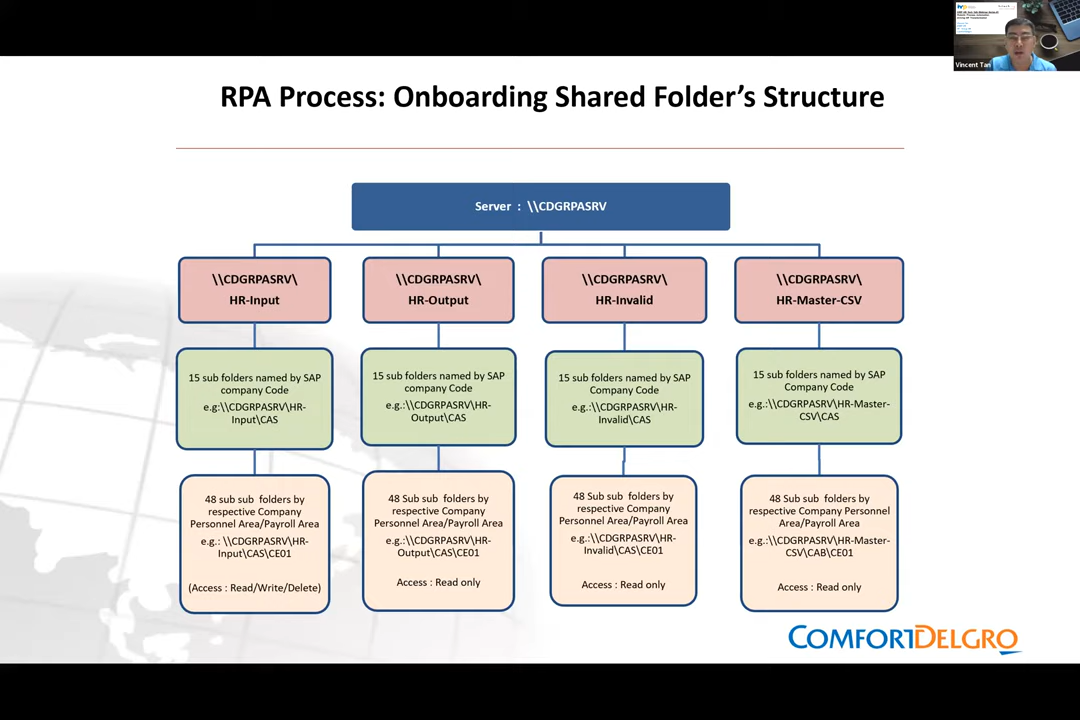 Vincent Tan
RPA Process: Onboarding Shared Folder's Structure
Server : \\CDGRPASRV
\\CDGRPASRV\
HR-Input
\\CDGRPASRV\
HR-Output
\\CDGRPASRV\
HR-Invalid
\\CDGRPASRV\
HR-Master-CSV
15 sub folders named by SAP
company Code
e.g:\\CDGRPASRV\HR-
Input\CAS
15 sub folders named by SAP
company Code
e.g.:\\CDGRPASRV\HR-
Output\CAS
15 sub folders named by SAP
Company Code
e.g.:\\CDGRPASRV\HR-
Invalid\CAS
15 sub folders named by SAP
Company Code
e.g.:\\CDGRPASRV\HR-Master-
CSV\CAS
48 Sub sub folders by
respective Company
Personnel Area/Payroll Area
e.g.: \\CDGRPASRV\HR-
Input\CAS\CE01
(Access : Read/Write/Delete)
48 Sub sub folders by
respective Company
Personnel Area/Payroll Area
e.g.:\\CDGRPASRV\HR-
Output\CAS\CE01
Access : Read only
48 Sub sub folders by
respective Company
Personnel Area/Payroll Area
e.g.:\\CDGRPASRV\HR-
Invalid\CAS\CE01
Access : Read only
48 Sub sub folders by
respective Company Personnel
Area/Payroll Area
e.g.:\\CDGRPASRV\HR-Master-
CSV\CAB\CE01
Access : Read only
COMFORTDELGRO